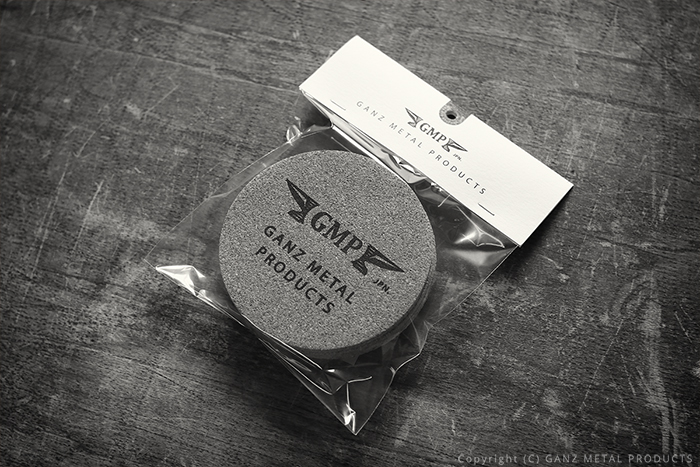 GMP
JPN.
GANZ METAL PRODUCTS
GMP
JPN.
GANZ METAL
PRODUCTS
Copyright (C) GANZ METAL PRODUCTS